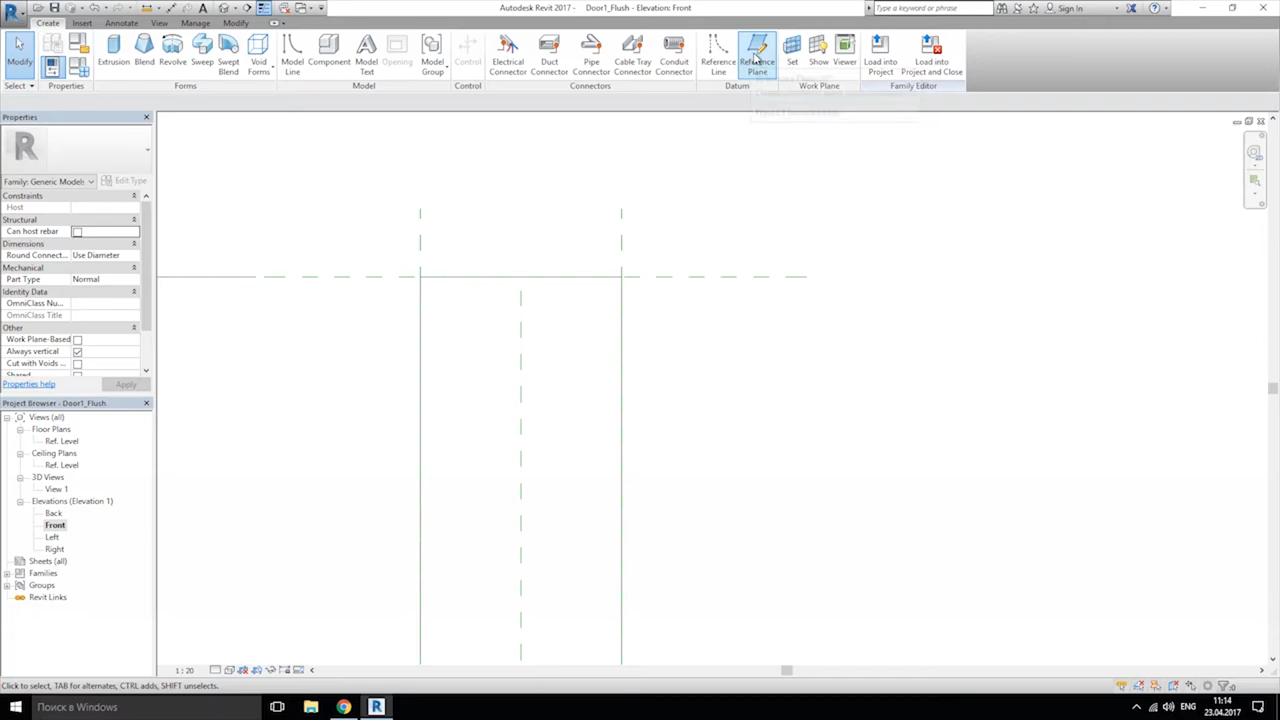 Autodesk Revit 2017 - Door1_Flush - Elevation: Front
Type a keyword or phrase
Sign In
Create Insert Annotate View Manage Modify
Modify
Extrusion Blend Revolve Sweep Swept Blend Void Forms
Model Line Component Model Text Opening Model Group
Control
Electrical Connector Duct Connector Pipe Connector Cable Tray Connector Conduit Connector
Reference Line Reference Plane
Set Show Viewer
Load into Project Load into Project and Close
Select Properties Forms Model Control Connectors Datum Work Plane Family Editor
Properties
R
Family: Generic Models Edit Type
Constraints
Host
Structural
Can host rebar
Dimensions
Round Connect... Use Diameter
Mechanical
Part Type Normal
Identity Data
OmniClass Nu...
OmniClass Title
Other
Work Plane-Based
Always vertical
Cut with Voids ...
Shared
Properties help Apply
Project Browser - Door1_Flush
Views (all)
Floor Plans
Ref. Level
Ceiling Plans
Ref. Level
3D Views
View 1
Elevations (Elevation 1)
Back
Front
Left
Right
Sheets (all)
Families
Groups
Revit Links
1 : 20
Click to select, TAB for alternates, CTRL adds, SHIFT unselects.
:0
Поиск в Windows
ENG
11:14
23.04.2017